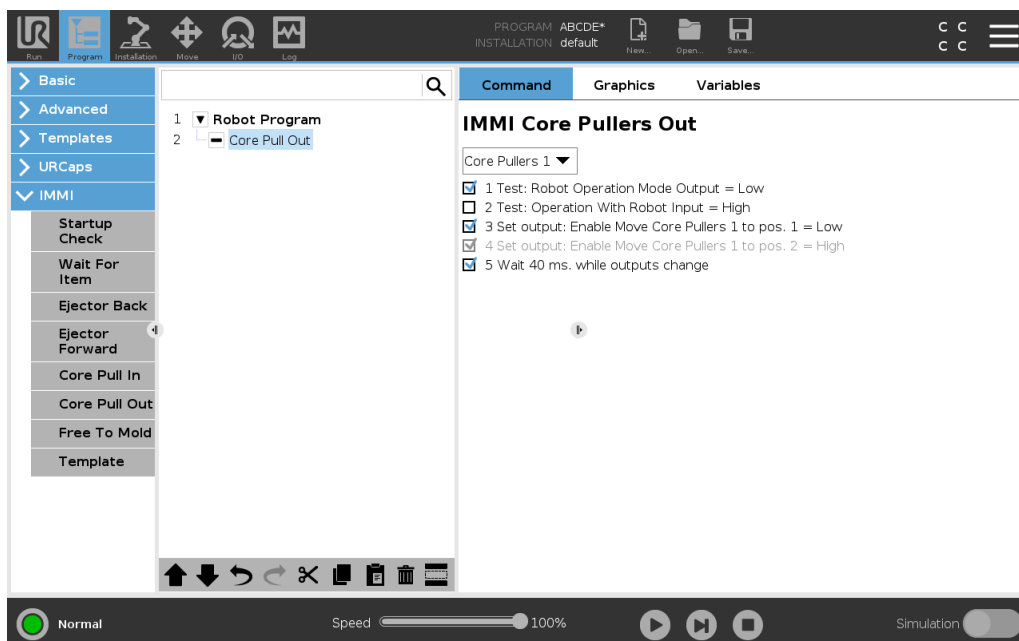 PROGRAM ABCDE*
INSTALLATION default
C C
C C
Run
Program
Installation
Move
I/O
Log
New...
Open...
Save...
Basic
Advanced
Templates
URCaps
IMMI
Startup
Check
Wait For
Item
Ejector Back
Ejector
Forward
Core Pull In
Core Pull Out
Free To Mold
Template
1 Robot Program
2 Core Pull Out
Command
Graphics
Variables
IMMI Core Pullers Out
Core Pullers 1
1 Test: Robot Operation Mode Output = Low
2 Test: Operation With Robot Input = High
3 Set output: Enable Move Core Pullers 1 to pos. 1 = Low
4 Set output: Enable Move Core Pullers 1 to pos. 2 = High
5 Wait 40 ms. while outputs change
Normal
Speed
100%
Simulation